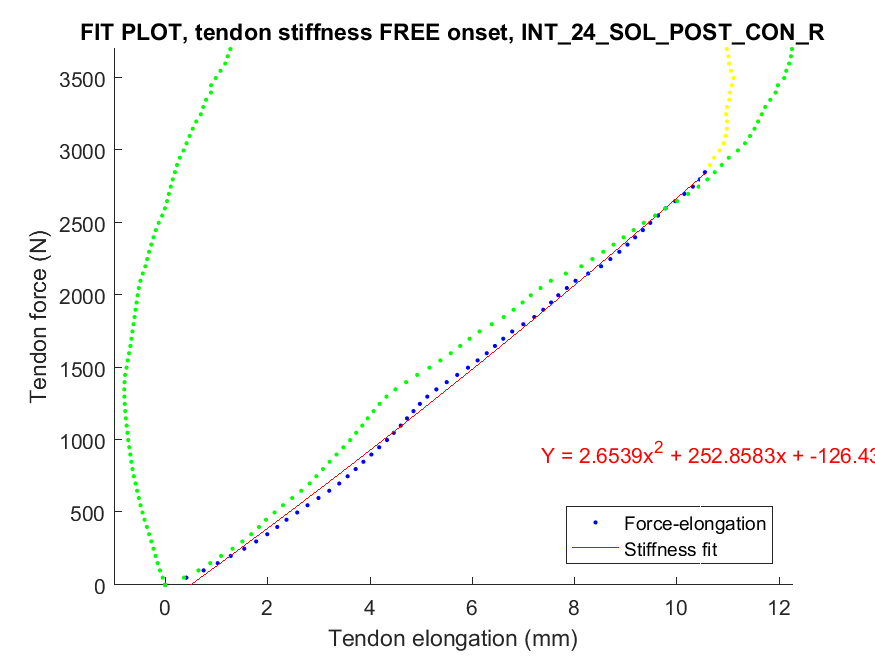 FIT PLOT, tendon stiffness FREE onset, INT_24_SOL_POST_CON_R
3500
3000
2500
2000
1500
1000
500
0
Tendon force (N)
Y = 2.6539x² + 252.8583x + -126.43
Force-elongation
Stiffness fit
0 2 4 6 8 10 12
Tendon elongation (mm)